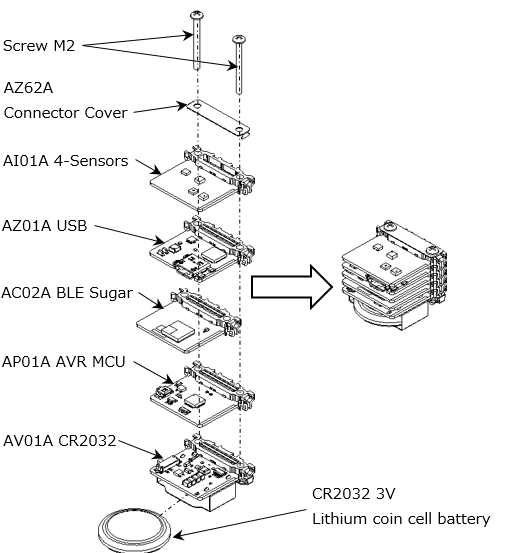 Screw M2
AZ62A
Connector Cover
AI01A 4-Sensors
AZ01A USB
AC02A BLE Sugar
AP01A AVR MCU
AV01A CR2032
CR2032 3V
Lithium coin cell battery